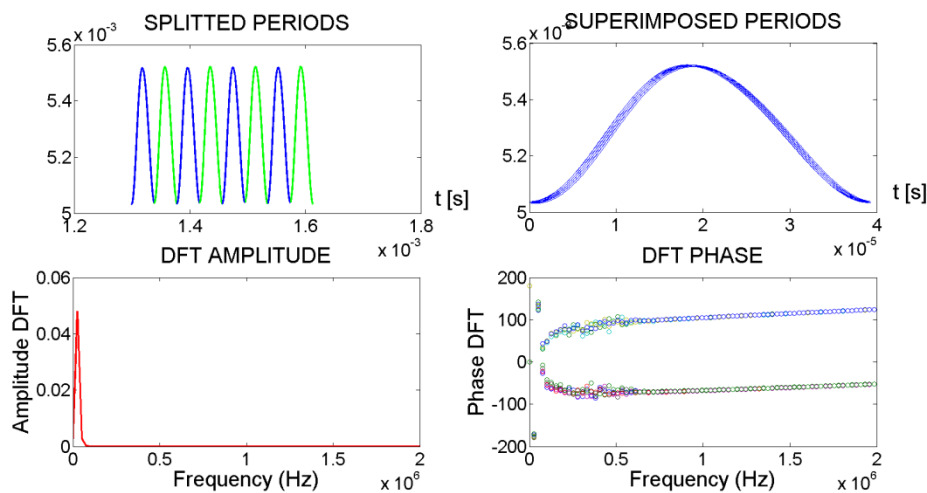 SPLITTED PERIODS
x 10^-3
5.6
5.4
5.2
5
1.2
1.4
1.6
1.8
t [s]
x 10^-3
SUPERIMPOSED PERIODS
5.6
5.4
5.2
5
0
1
2
3
4
t [s]
x 10^-5
DFT AMPLITUDE
0.06
0.04
0.02
0
Amplitude DFT
0
0.5
1
1.5
2
Frequency (Hz)
x 10^6
DFT PHASE
200
100
0
-100
-200
Phase DFT
0
0.5
1
1.5
2
Frequency (Hz)
x 10^6